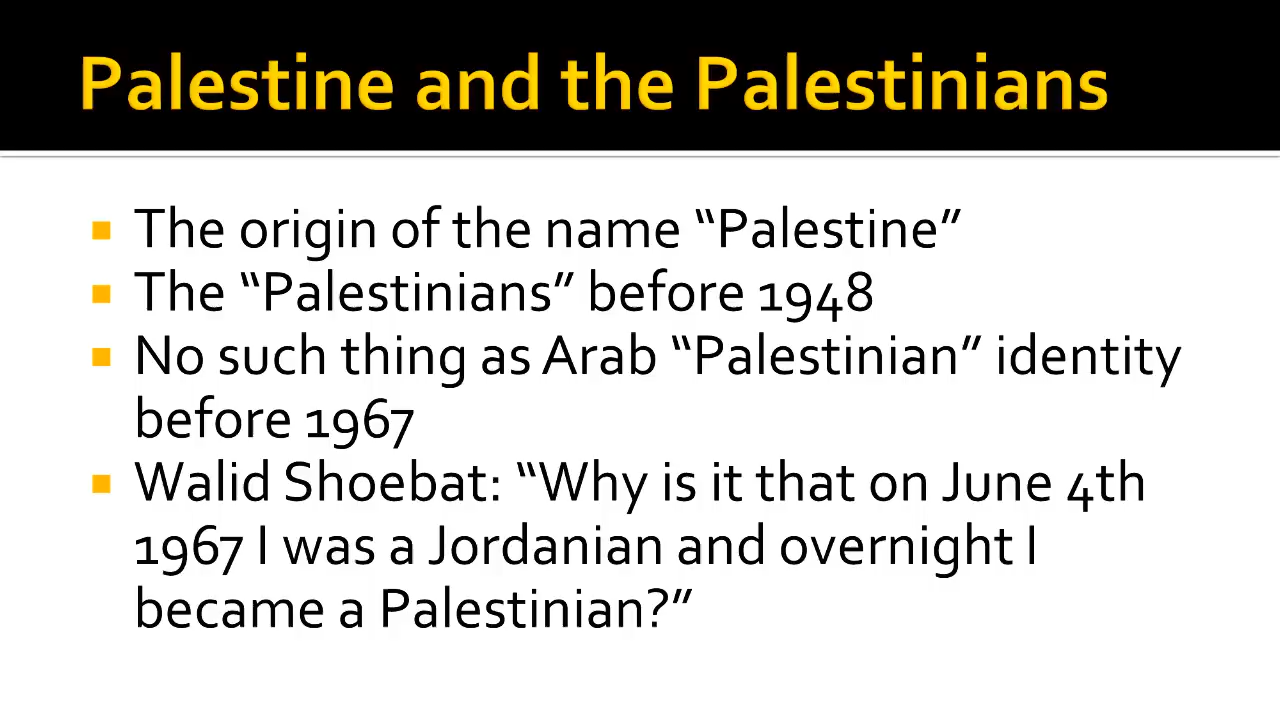 Palestine and the Palestinians
The origin of the name “Palestine”
The “Palestinians” before 1948
No such thing as Arab “Palestinian” identity
before 1967
Walid Shoebat: “Why is it that on June 4th
1967 I was a Jordanian and overnight I
became a Palestinian?”